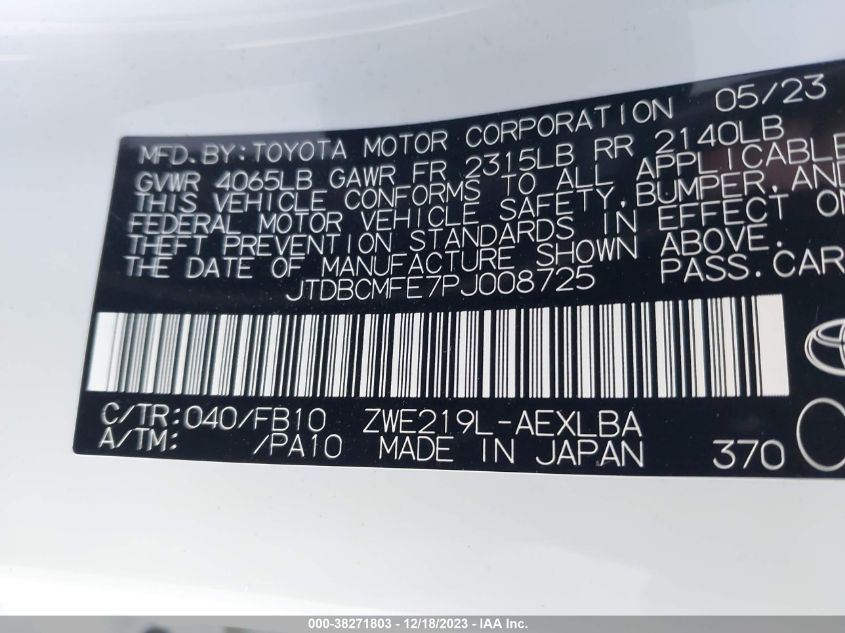 MFD.BY:TOYOTA MOTOR CORPORATION 05/23
GVWR 4065LB GAWR FR 2315LB RR 2140LB
THIS VEHICLE CONFORMS TO ALL APPLICABLE
FEDERAL MOTOR VEHICLE SAFETY,BUMPER,AND
THEFT PREVENTION STANDARDS IN EFFECT ON
THE DATE OF MANUFACTURE SHOWN ABOVE.
JTDBCMFE7PJ008725 PASS.CAR
C/TR:040/FB10 ZWE219L-AEXLBA
A/TM: /PA10 MADE IN JAPAN 370
000-38271803 - 12/18/2023 - IAA Inc.